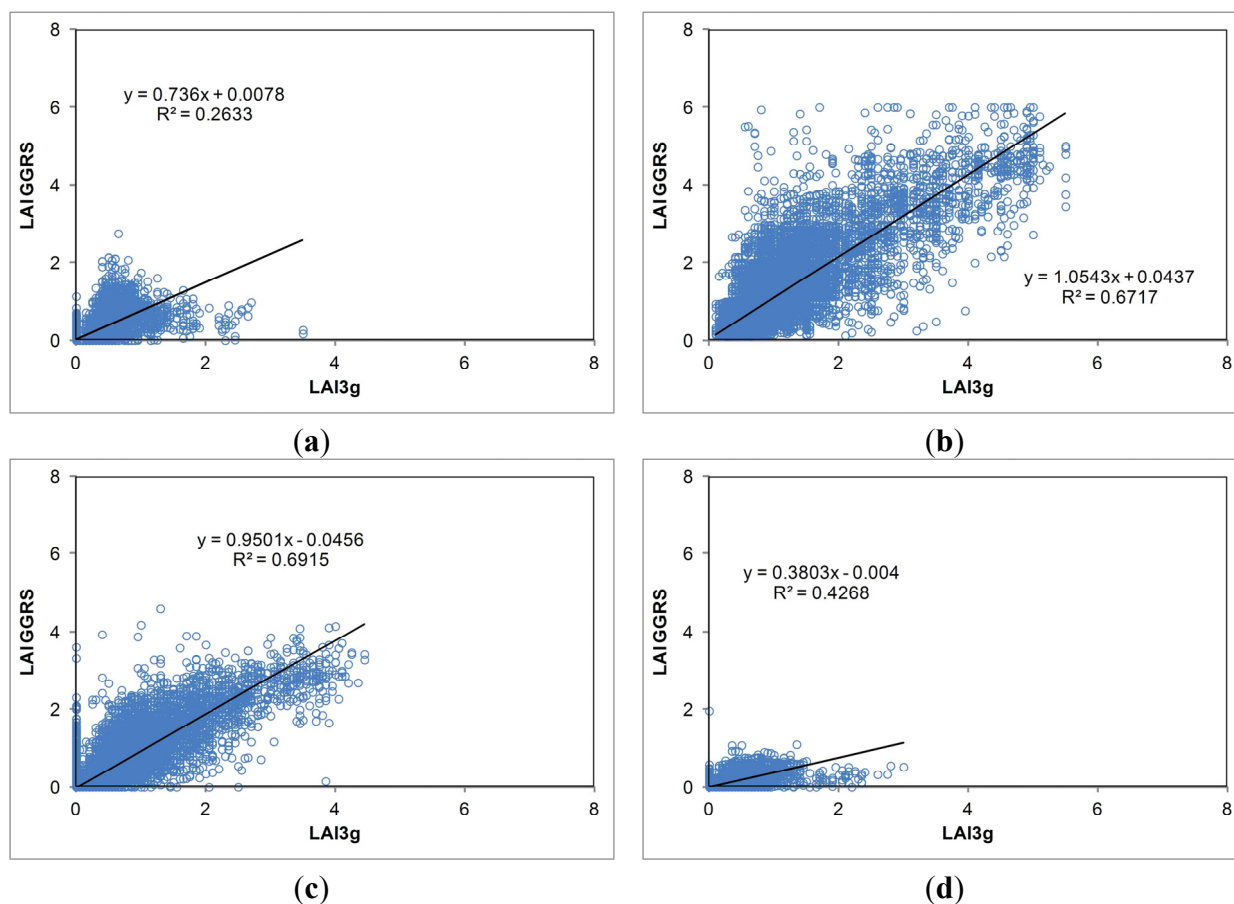 8
6
4
2
0
LAIGGRS
y = 0.736x + 0.0078
R² = 0.2633
0 2 4 6 8
LAI3g
(a)
8
6
4
2
0
LAIGGRS
y = 1.0543x + 0.0437
R² = 0.6717
0 2 4 6 8
LAI3g
(b)
8
6
4
2
0
LAIGGRS
y = 0.9501x - 0.0456
R² = 0.6915
0 2 4 6 8
LAI3g
(c)
8
6
4
2
0
LAIGGRS
y = 0.3803x - 0.004
R² = 0.4268
0 2 4 6 8
LAI3g
(d)